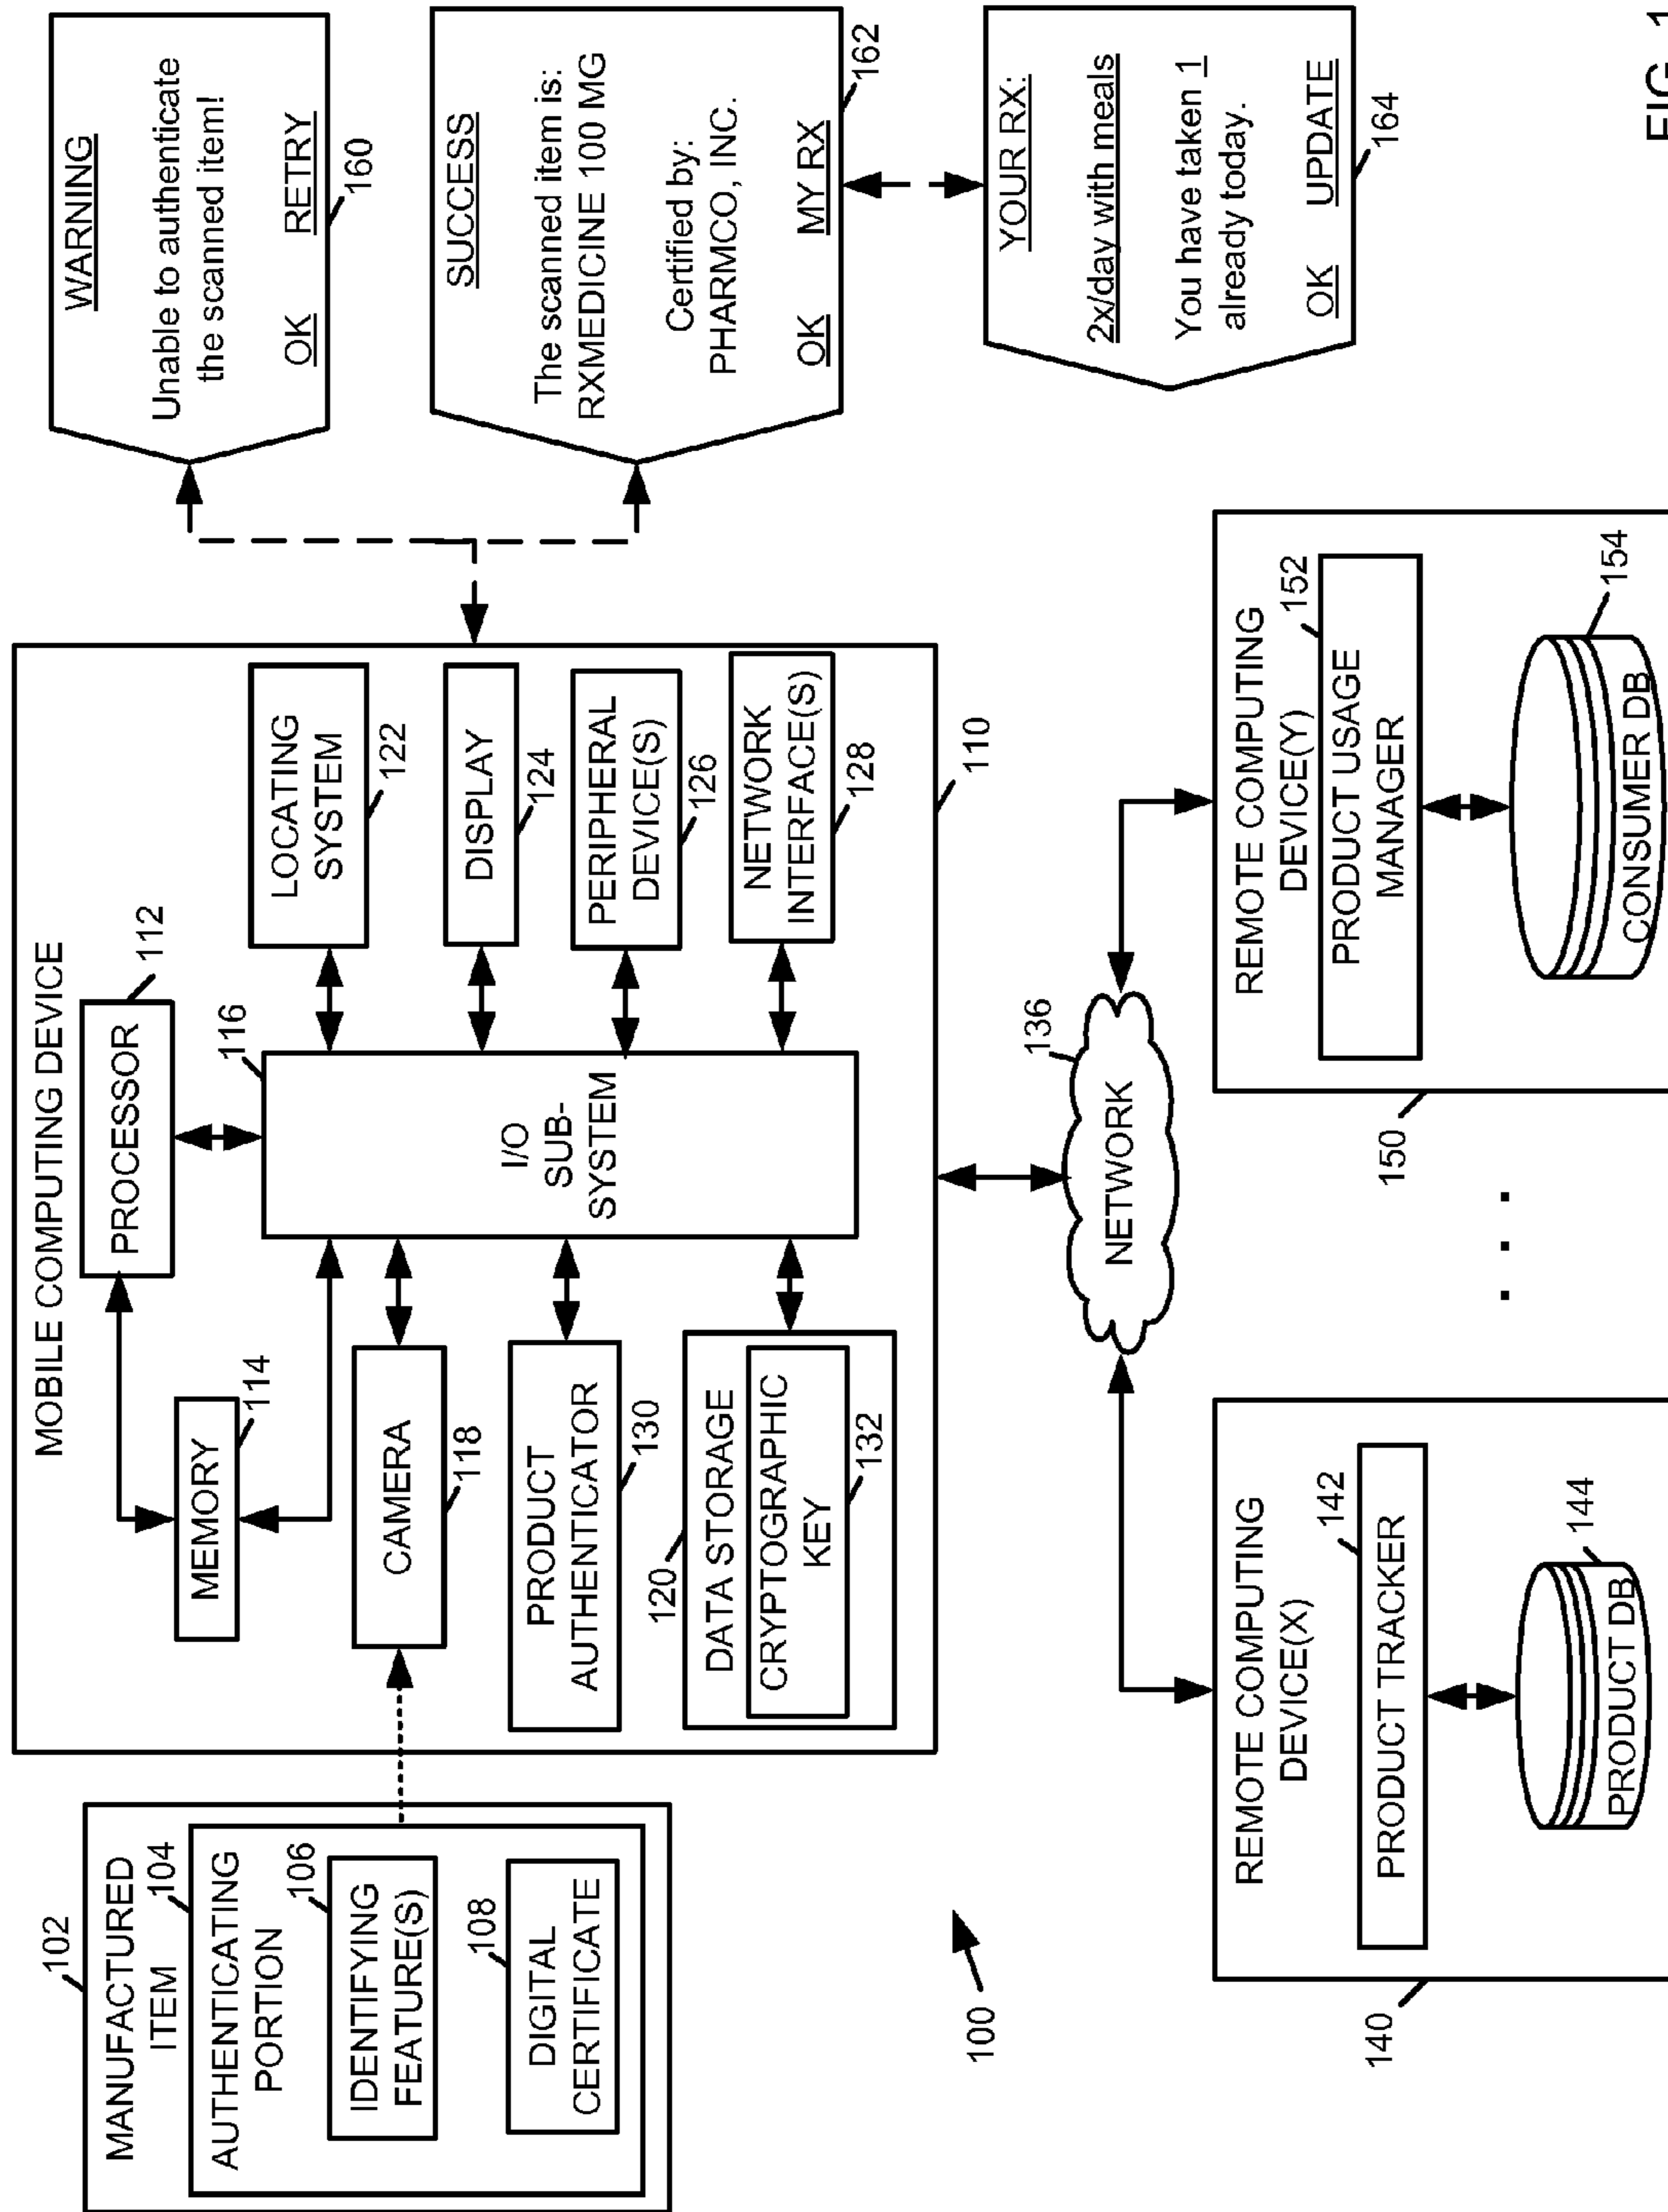 102
MANUFACTURED
ITEM
104
AUTHENTICATING
PORTION
106
IDENTIFYING
FEATURE(S)
108
DIGITAL
CERTIFICATE
MOBILE COMPUTING DEVICE
PROCESSOR
112
MEMORY
114
116
I/O
SUB-
SYSTEM
CAMERA
118
PRODUCT
AUTHENTICATOR
130
120
DATA STORAGE
CRYPTOGRAPHIC
KEY
132
LOCATING
SYSTEM
122
DISPLAY
124
PERIPHERAL
DEVICE(S)
126
NETWORK
INTERFACE(S)
128
110
WARNING
Unable to authenticate
the scanned item!
OK RETRY
160
SUCCESS
The scanned item is:
RXMEDICINE 100 MG
Certified by:
PHARMCO, INC.
OK MY RX
162
YOUR RX:
2x/day with meals
You have taken 1
already today.
OK UPDATE
164
100
136
NETWORK
140
REMOTE COMPUTING
DEVICE(X)
142
PRODUCT TRACKER
144
PRODUCT DB
. . .
150
REMOTE COMPUTING
DEVICE(Y)
152
PRODUCT USAGE
MANAGER
154
CONSUMER DB
FIG. 1